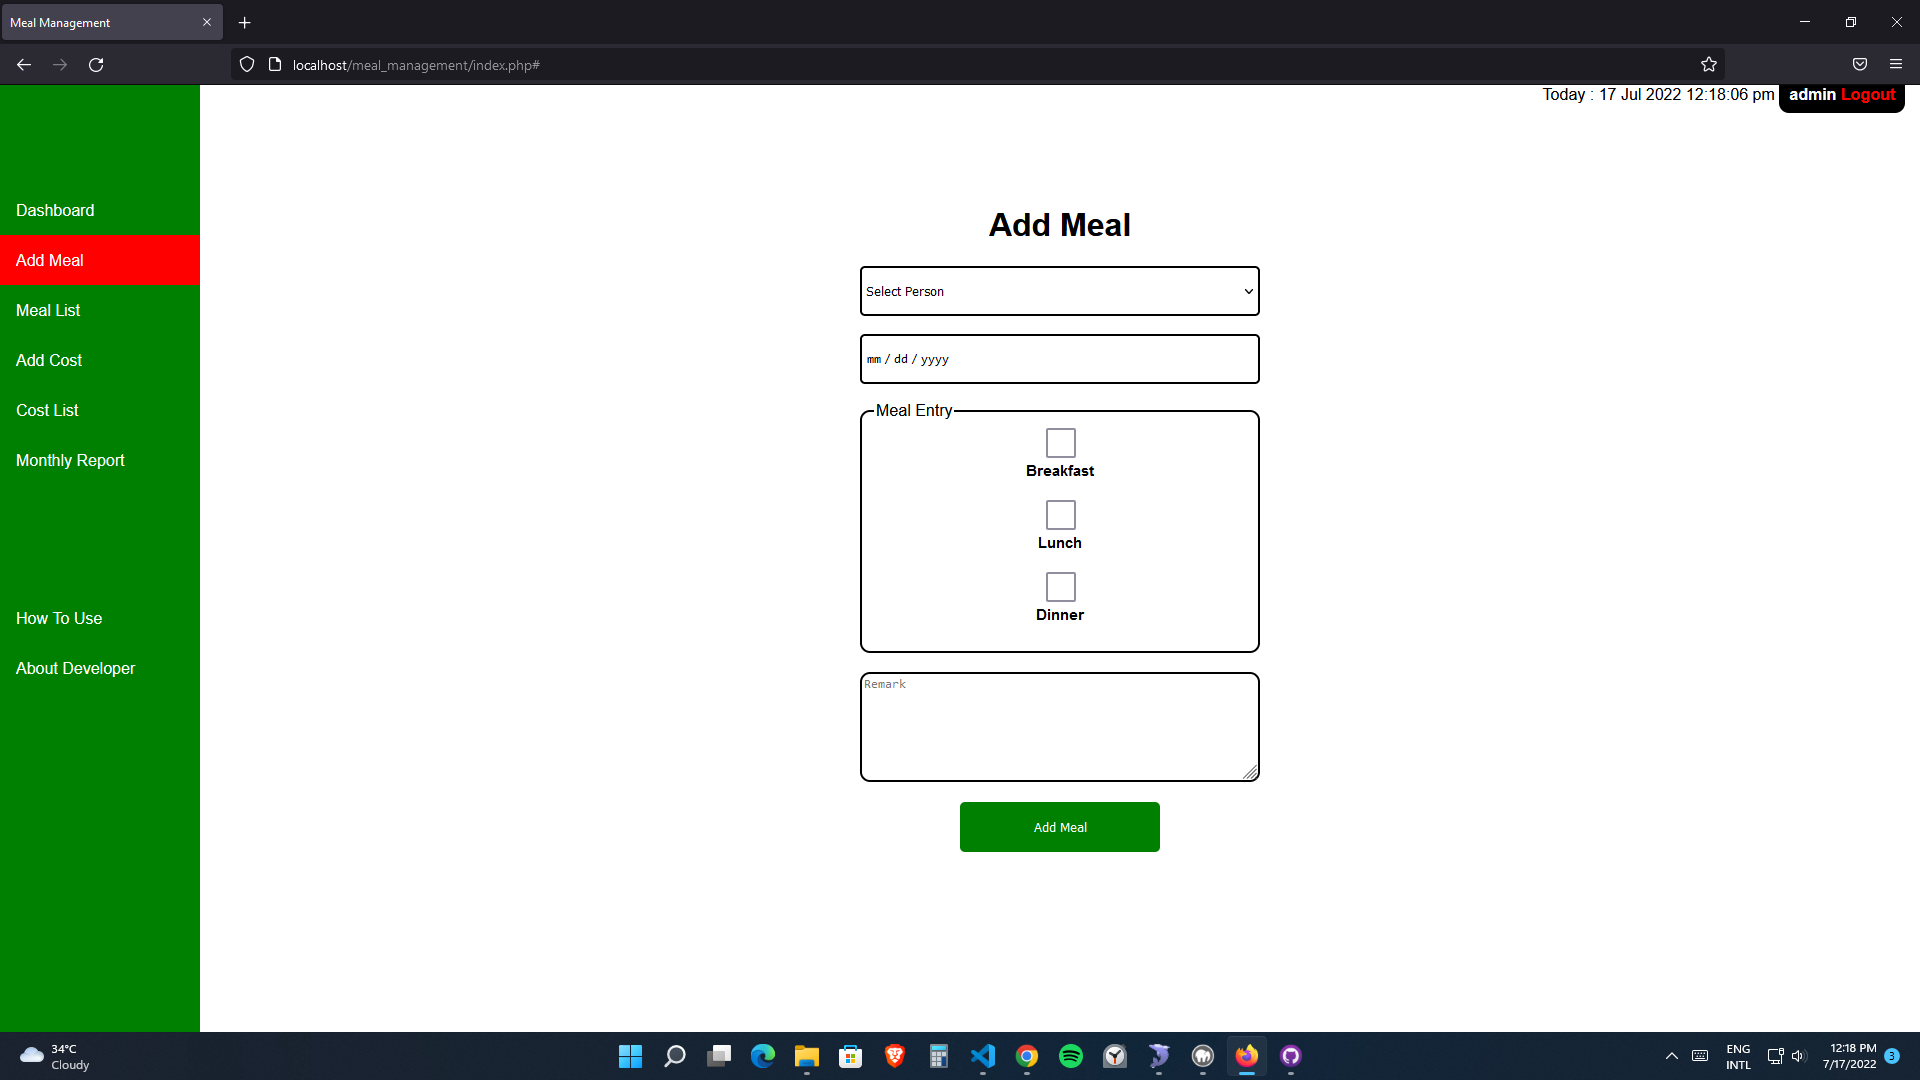 Meal Management
localhost/meal_management/index.php#
Today : 17 Jul 2022 12:18:06 pm admin Logout
Dashboard
Add Meal
Meal List
Add Cost
Cost List
Monthly Report
How To Use
About Developer
Add Meal
Select Person
mm / dd / yyyy
Meal Entry
Breakfast
Lunch
Dinner
Remark
Add Meal
34°C
Cloudy
ENG
INTL
12:18 PM
7/17/2022
3